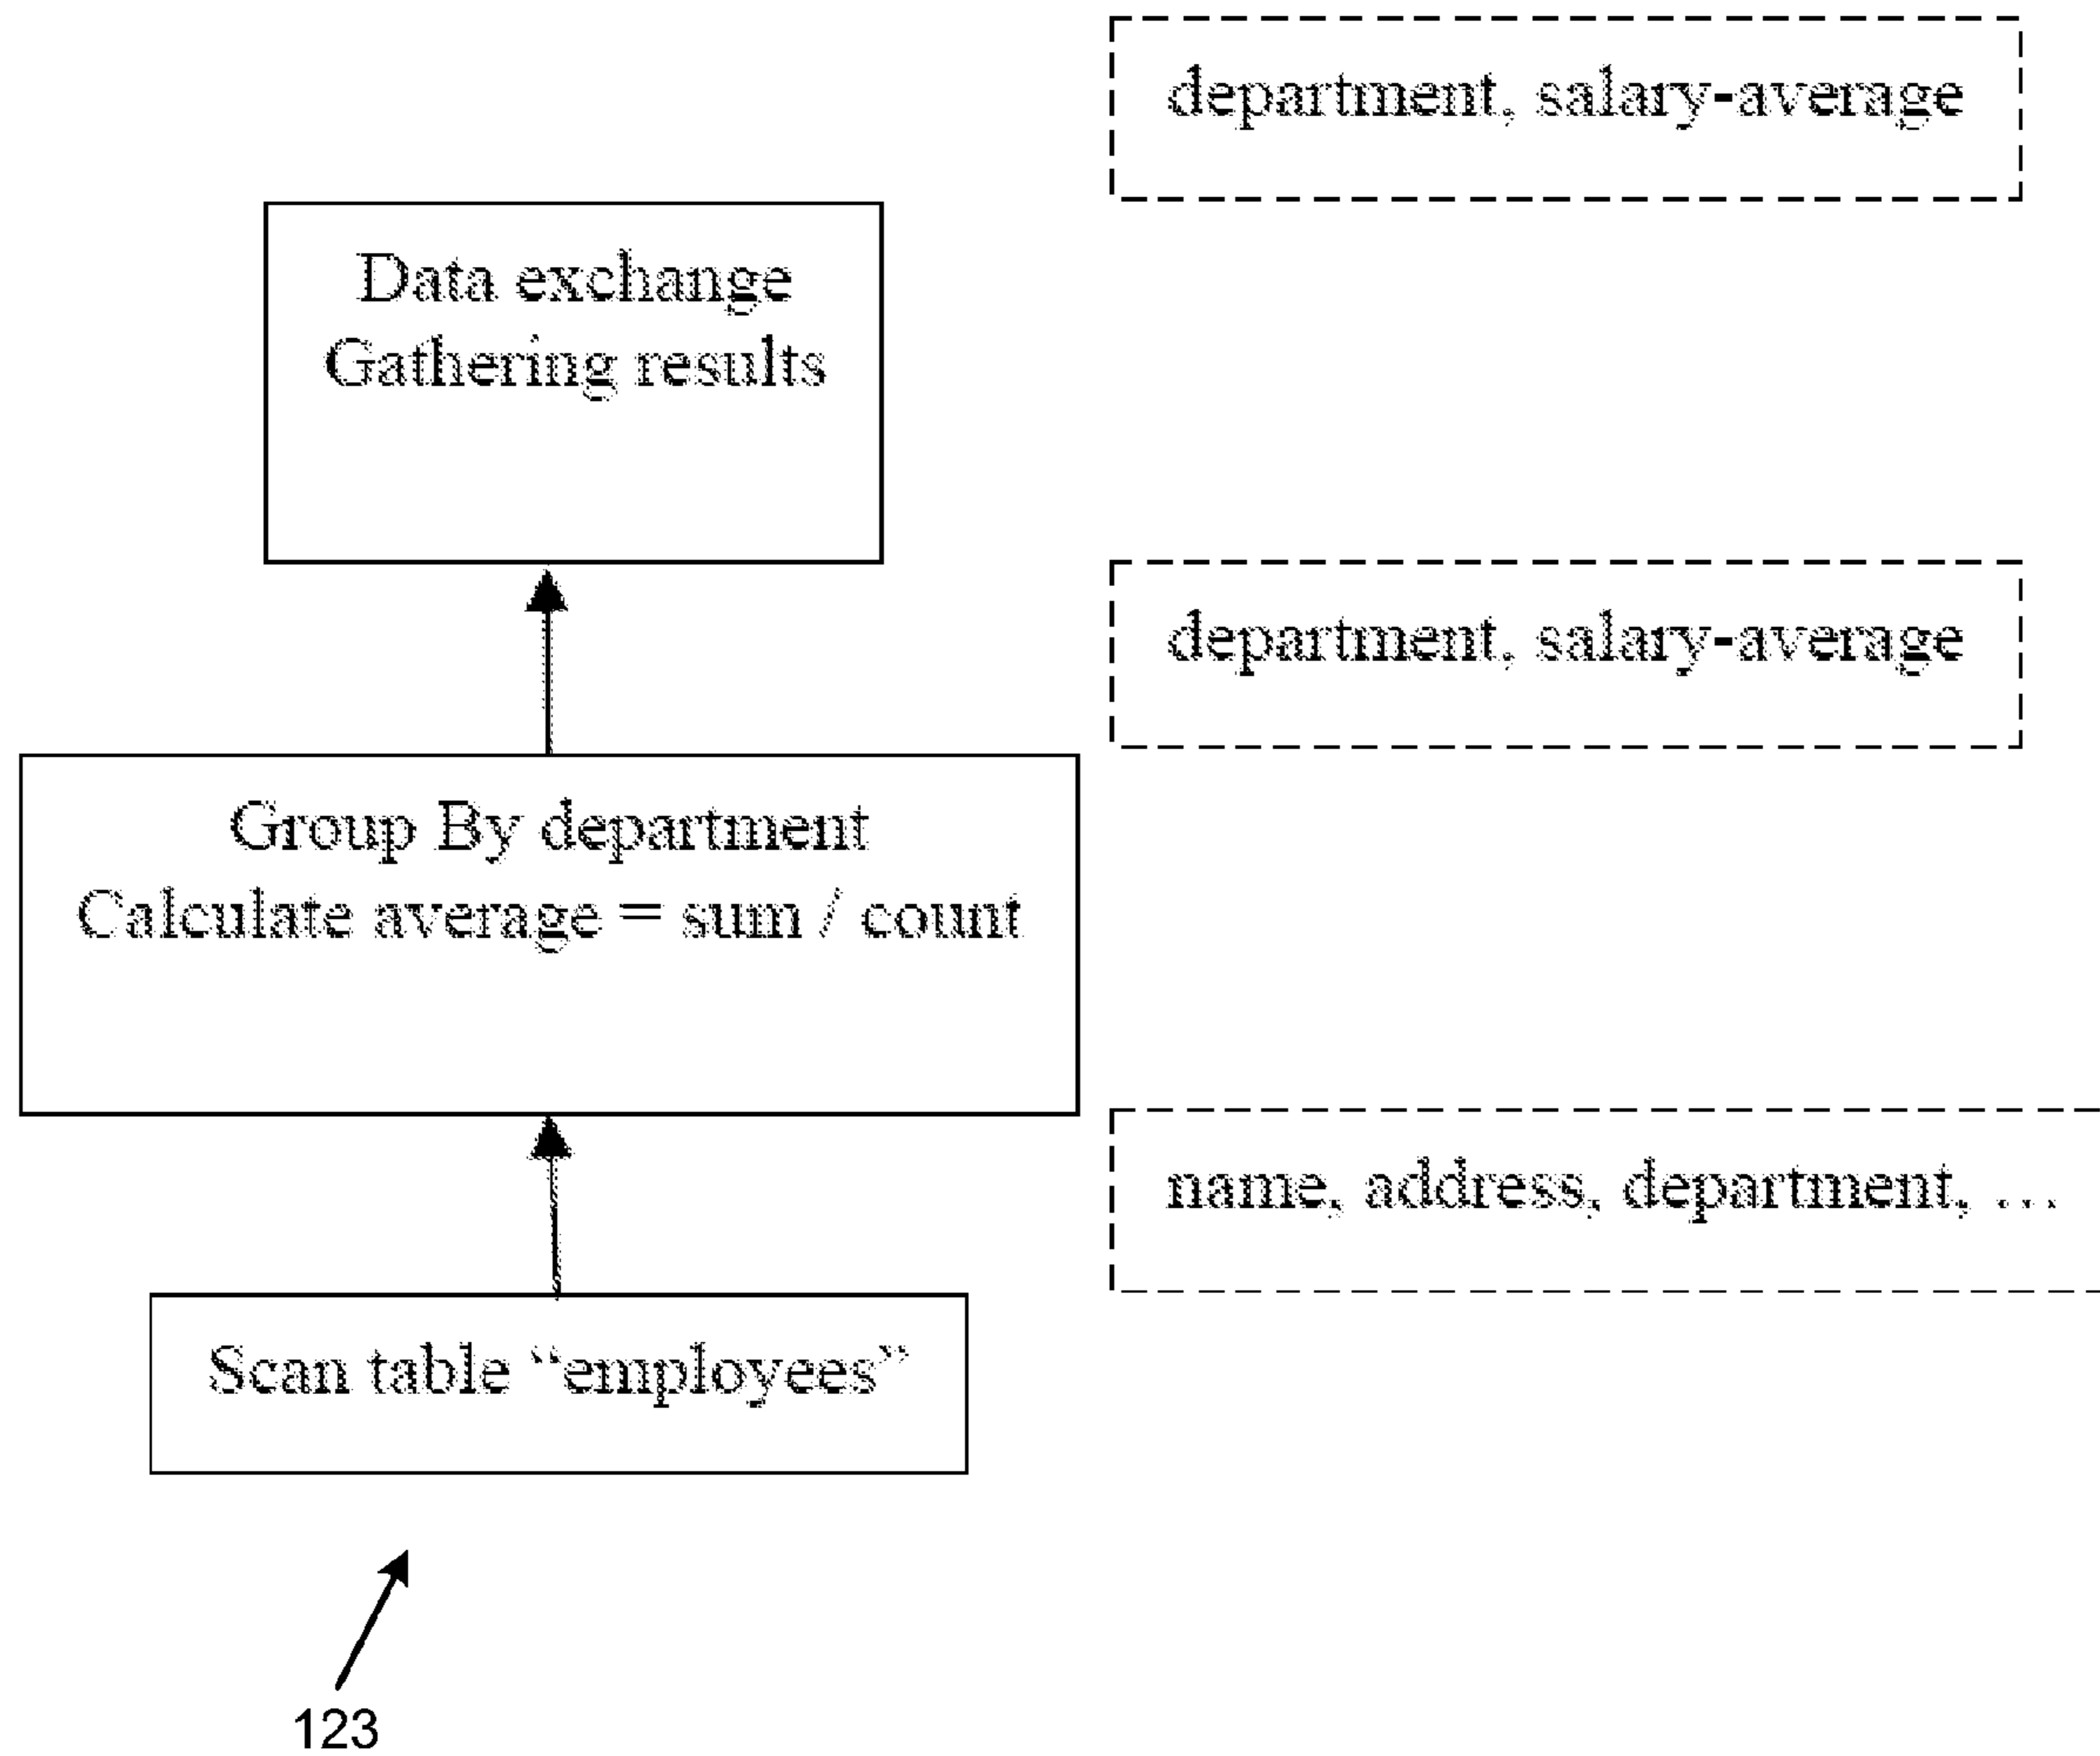 department, salary-average
Data exchange
Gathering results
department, salary-average
Group By department
Calculate average = sum / count
name, address, department, ...
Scan table “employees”
123